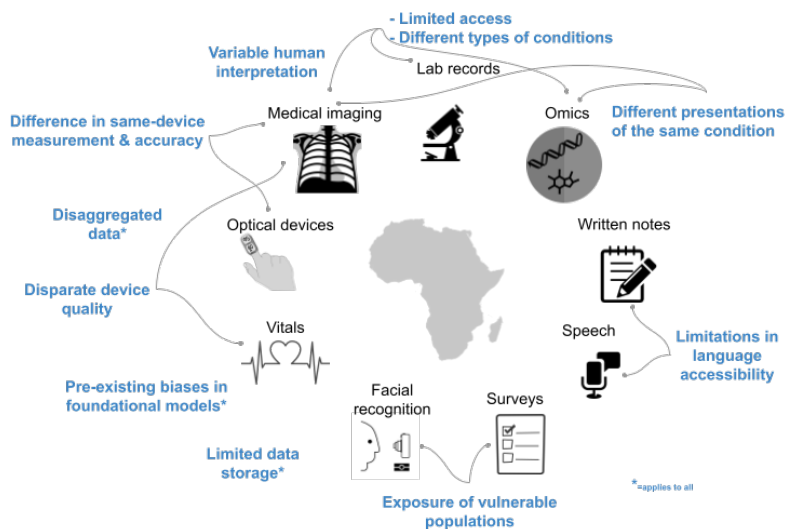 - Limited access
- Different types of conditions
Variable human
interpretation
Lab records
Medical imaging
Omics
Different presentations
of the same condition
Difference in same-device
measurement & accuracy
Disaggregated
data*
Optical devices
Written notes
Disparate device
quality
Vitals
Speech
Limitations in
language
accessibility
Pre-existing biases in
foundational models*
Facial
recognition
Surveys
Limited data
storage*
*=applies to all
Exposure of vulnerable
populations